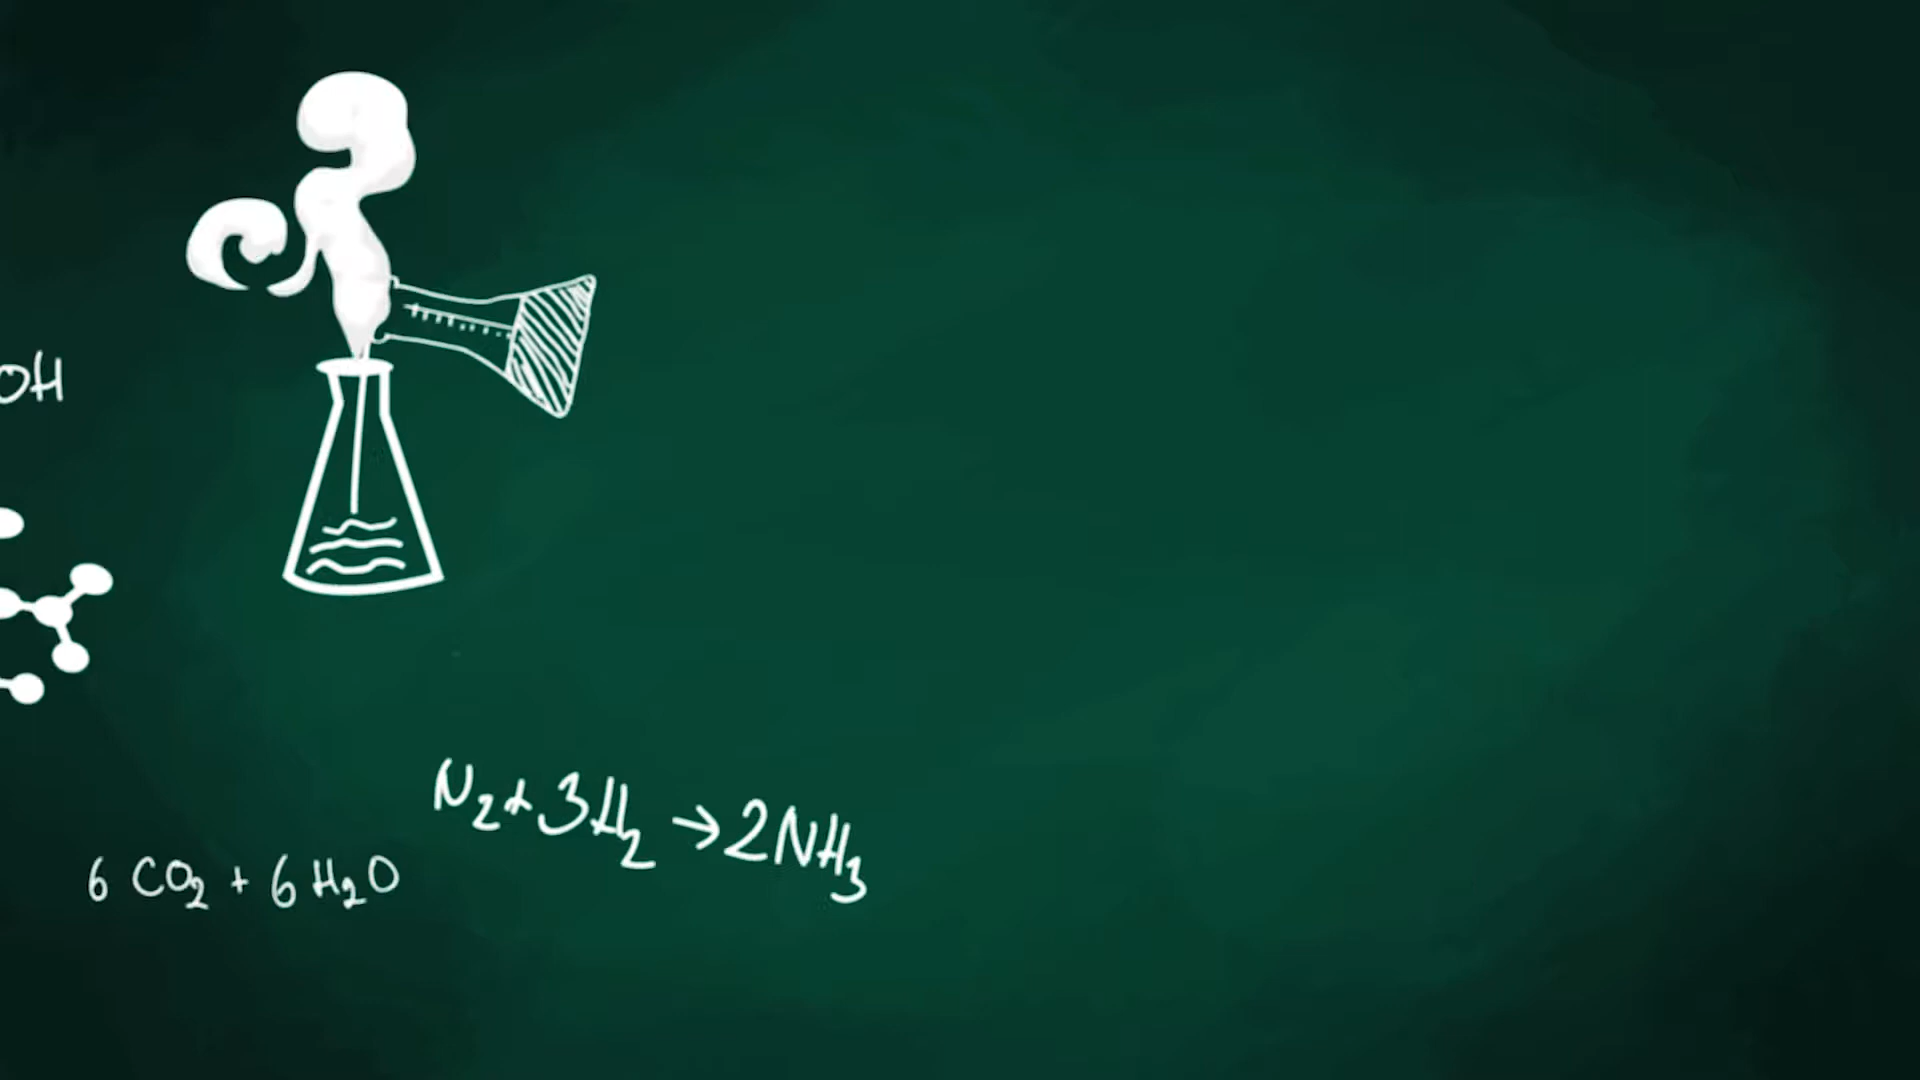 OH
N₂+3H₂→2NH₃
6 CO₂ + 6 H₂O